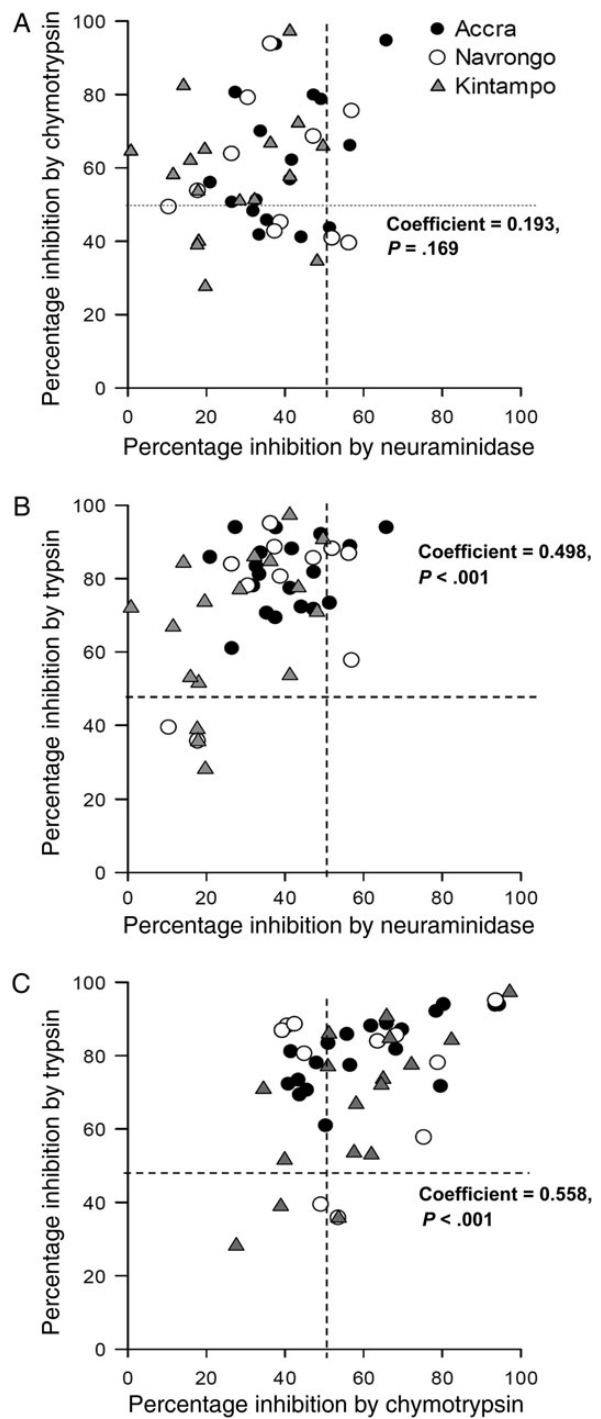 A
Accra
Navrongo
Kintampo
Percentage inhibition by chymotrypsin
100
80
60
40
20
0
Coefficient = 0.193,
P = .169
0 20 40 60 80 100
Percentage inhibition by neuraminidase
B
Percentage inhibition by trypsin
100
80
60
40
20
0
Coefficient = 0.498,
P < .001
0 20 40 60 80 100
Percentage inhibition by neuraminidase
C
Percentage inhibition by trypsin
100
80
60
40
20
0
Coefficient = 0.558,
P < .001
0 20 40 60 80 100
Percentage inhibition by chymotrypsin